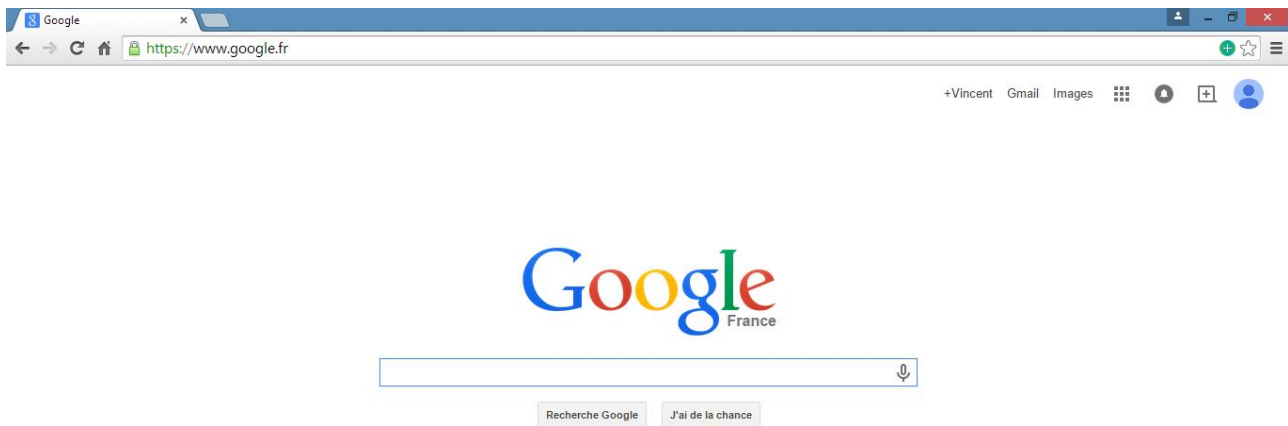 Google
https://www.google.fr
+Vincent Gmail Images
Google
France
Recherche Google J'ai de la chance